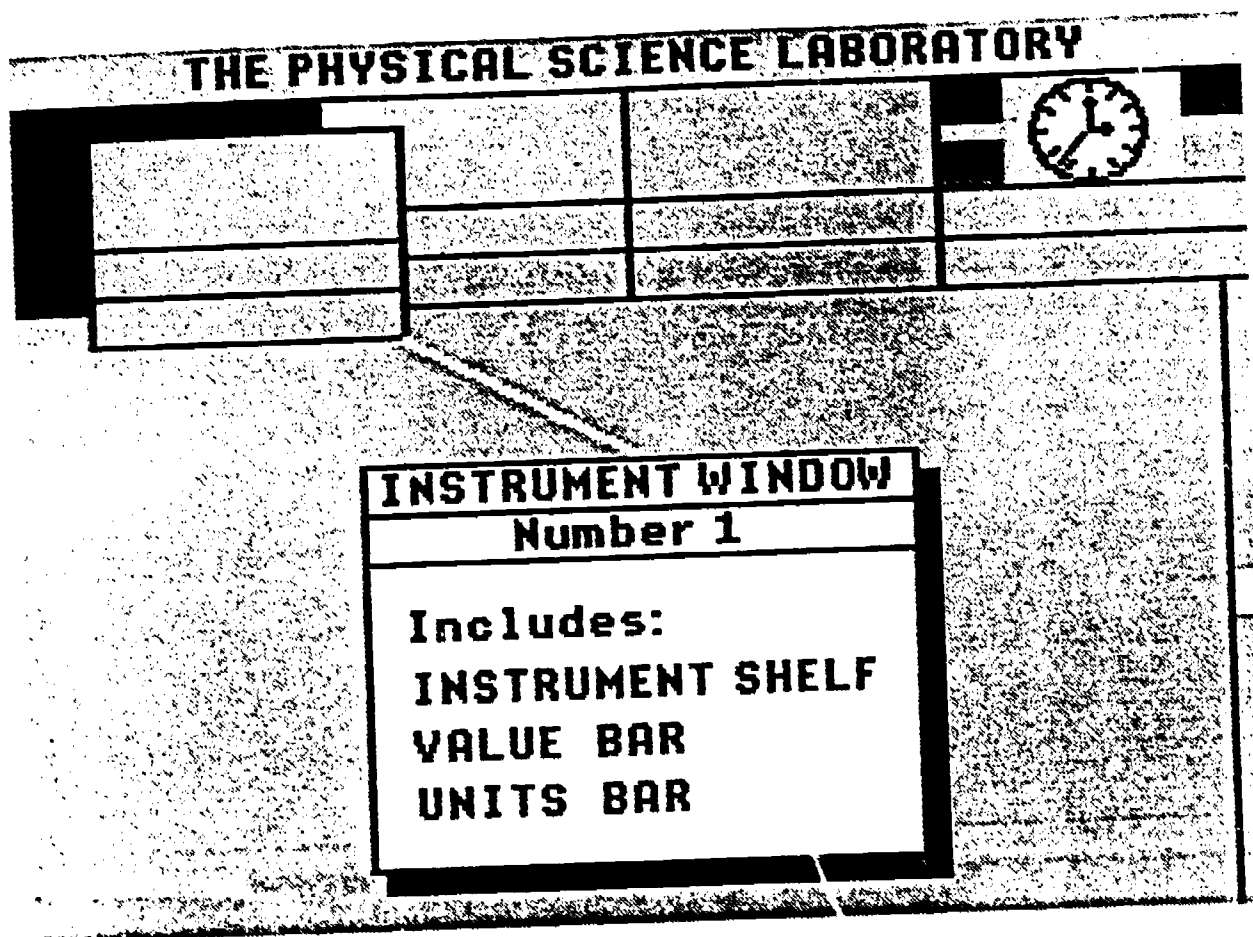 THE PHYSICAL SCIENCE LABORATORY
INSTRUMENT WINDOW
Number 1
Includes:
INSTRUMENT SHELF
VALUE BAR
UNITS BAR